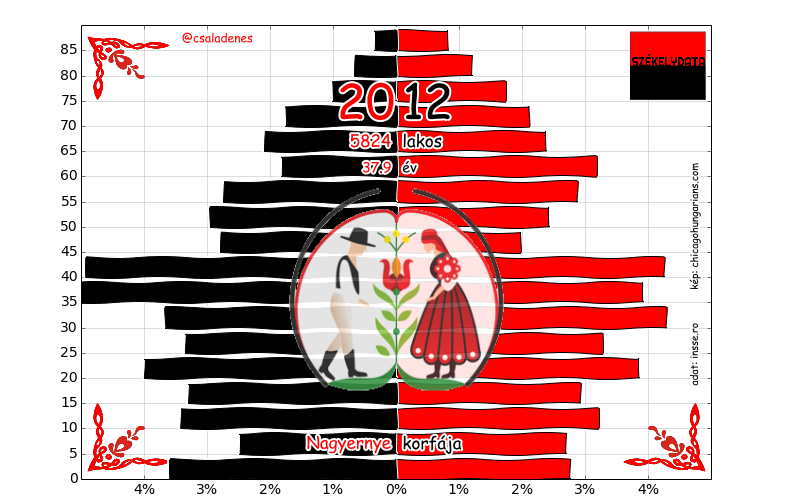 @csaladenes
SZÉKELYDATA
2012
5824 lakos
37.9 év
kép: chicagohungarians.com
adat: insse.ro
Nagyernye korfája
85
80
75
70
65
60
55
50
45
40
35
30
25
20
15
10
5
0
4% 3% 2% 1% 0% 1% 2% 3% 4%